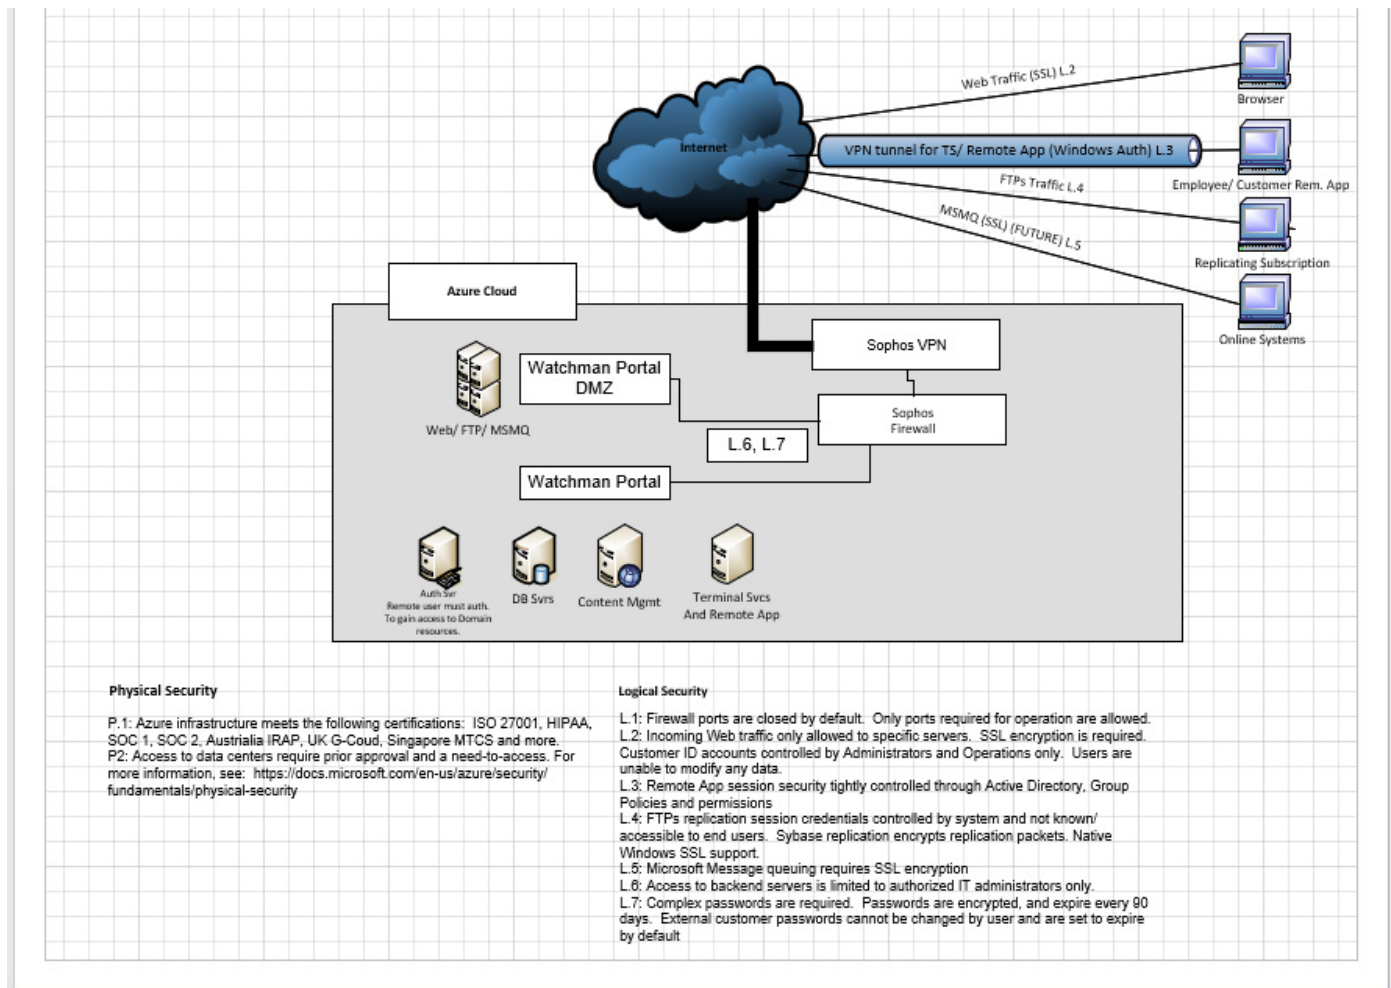 Web Traffic (SSL) L.2
Browser
Internet
VPN tunnel for TS/ Remote App (Windows Auth) L.3
Employee/ Customer Rem. App
FTPs Traffic L.4
MSMQ (SSL) (FUTURE) L.5
Replicating Subscription
Online Systems
Azure Cloud
Sophos VPN
Watchman Portal
DMZ
Web/ FTP/ MSMQ
Sophos
Firewall
L.6, L.7
Watchman Portal
Auth Svr
Remote user must auth.
To gain access to Domain
resources.
DB Svrs
Content Mgmt
Terminal Svcs
And Remote App
Physical Security
P.1: Azure infrastructure meets the following certifications:  ISO 27001, HIPAA,
SOC 1, SOC 2, Austrialia IRAP, UK G-Coud, Singapore MTCS and more.
P2: Access to data centers require prior approval and a need-to-access. For
more information, see:  https://docs.microsoft.com/en-us/azure/security/
fundamentals/physical-security
Logical Security
L.1: Firewall ports are closed by default.  Only ports required for operation are allowed.
L.2: Incoming Web traffic only allowed to specific servers.  SSL encryption is required.
Customer ID accounts controlled by Administrators and Operations only.  Users are
unable to modify any data.
L.3: Remote App session security tightly controlled through Active Directory, Group
Policies and permissions
L.4: FTPs replication session credentials controlled by system and not known/
accessible to end users.  Sybase replication encrypts replication packets. Native
Windows SSL support.
L.5: Microsoft Message queuing requires SSL encryption
L.6: Access to backend servers is limited to authorized IT administrators only.
L.7: Complex passwords are required.  Passwords are encrypted, and expire every 90
days.  External customer passwords cannot be changed by user and are set to expire
by default